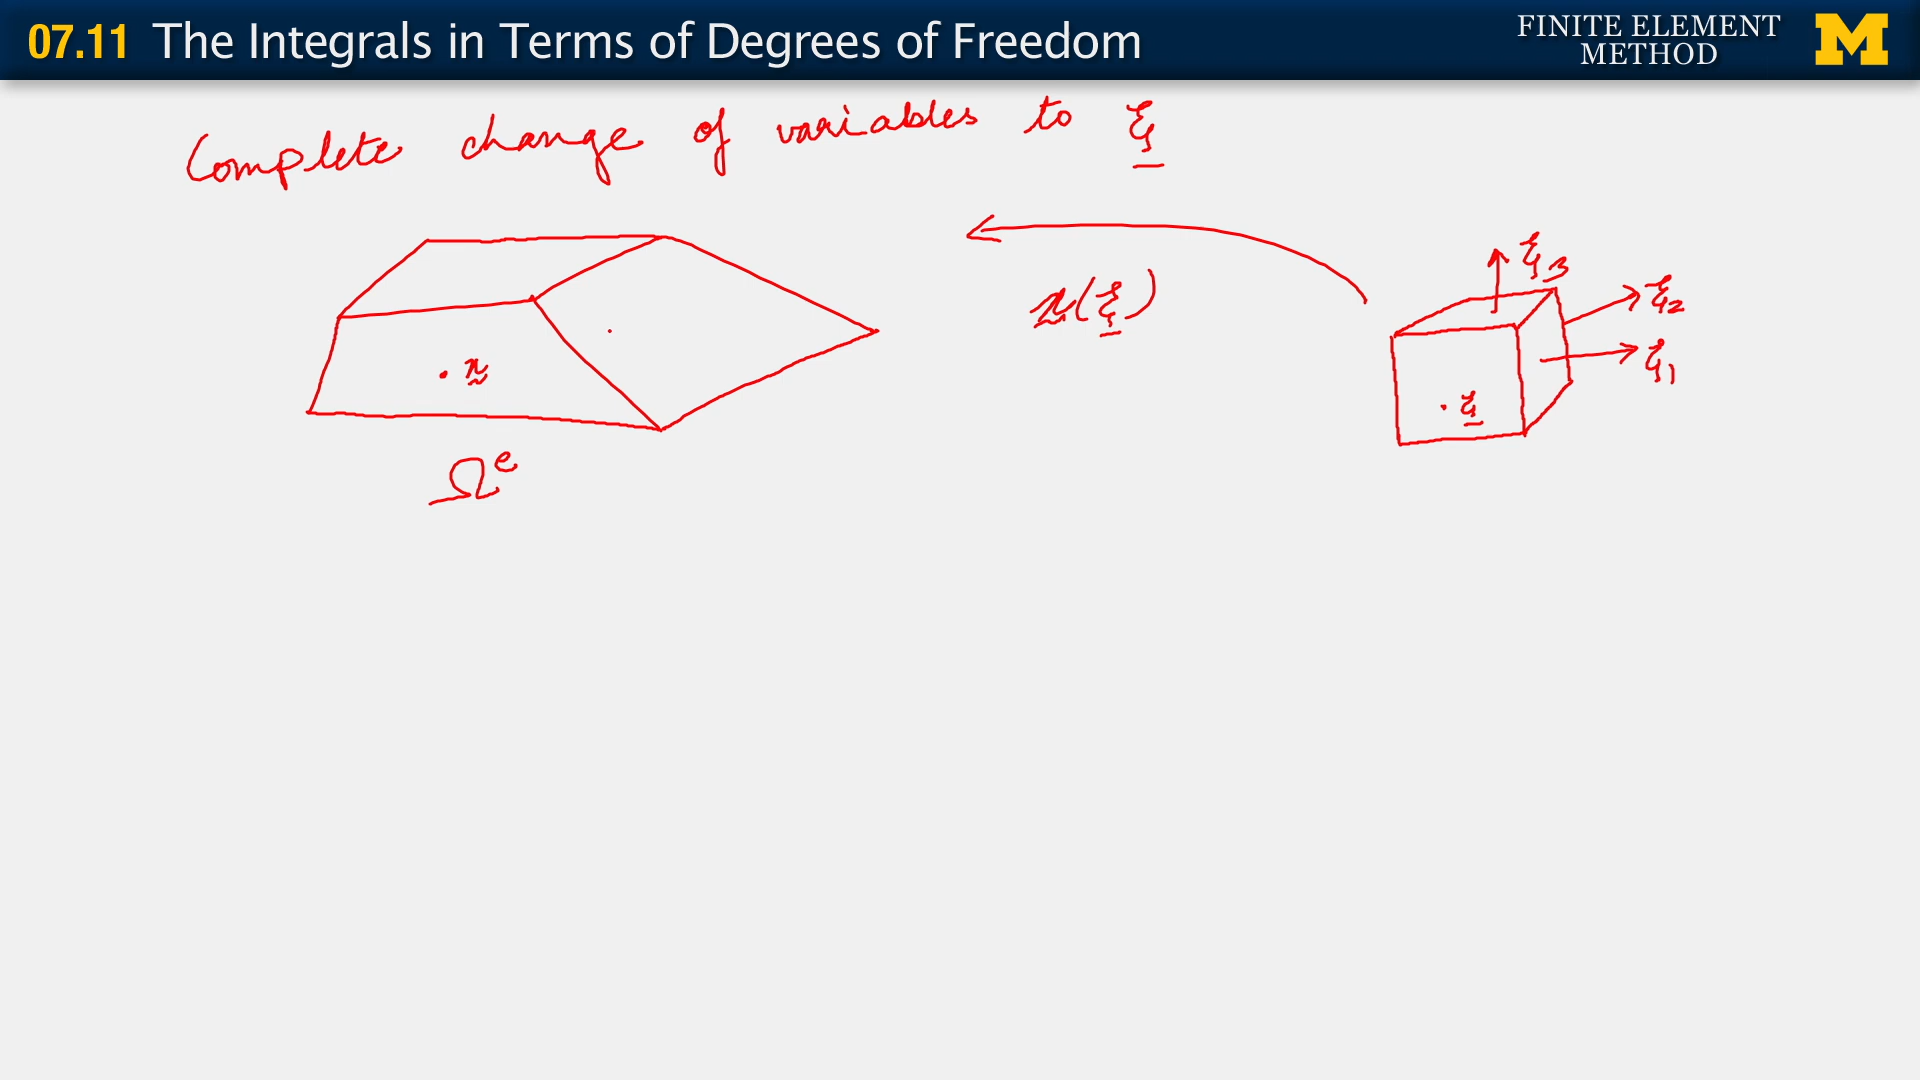 07.11 The Integrals in Terms of Degrees of Freedom
FINITE ELEMENT
METHOD
M
Complete change of variables to ξ
x(ξ)
ξ3
ξ2
ξ1
x
ξ
Ωe